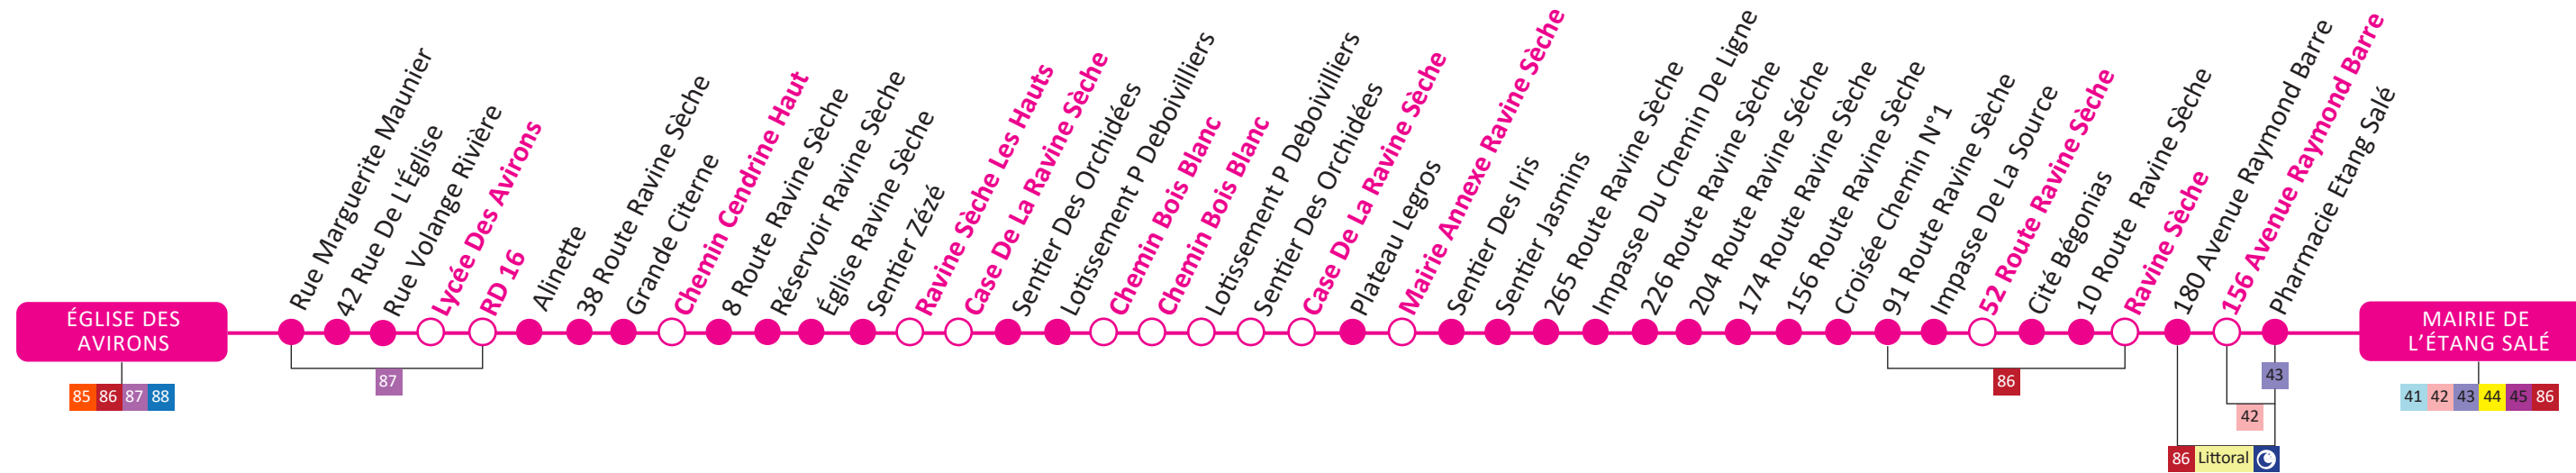 ÉGLISE DES
AVIRONS
85 86 87 88
Rue Marguerite Maunier
42 Rue De L'Église
Rue Volange Rivière
Lycée Des Avirons
RD 16
Alinette
38 Route Ravine Sèche
Grande Citerne
Chemin Cendrine Haut
8 Route Ravine Sèche
Réservoir Ravine Sèche
Église Ravine Sèche
Sentier Zézé
Ravine Sèche Les Hauts
Case De La Ravine Sèche
Sentier Des Orchidées
Lotissement P Deboivilliers
Chemin Bois Blanc
Chemin Bois Blanc
Lotissement P Deboivilliers
Sentier Des Orchidées
Case De La Ravine Sèche
Plateau Legros
Mairie Annexe Ravine Sèche
Sentier Des Iris
Sentier Jasmins
265 Route Ravine Sèche
Impasse Du Chemin De Ligne
226 Route Ravine Sèche
204 Route Ravine Séche
174 Route Ravine Sèche
156 Route Ravine Sèche
Croisée Chemin N°1
91 Route Ravine Sèche
Impasse De La Source
52 Route Ravine Sèche
Cité Bégonias
10 Route Ravine Sèche
Ravine Sèche
180 Avenue Raymond Barre
156 Avenue Raymond Barre
Pharmacie Etang Salé
87
86
43
42
86 Littoral
MAIRIE DE
L'ÉTANG SALÉ
41 42 43 44 45 86